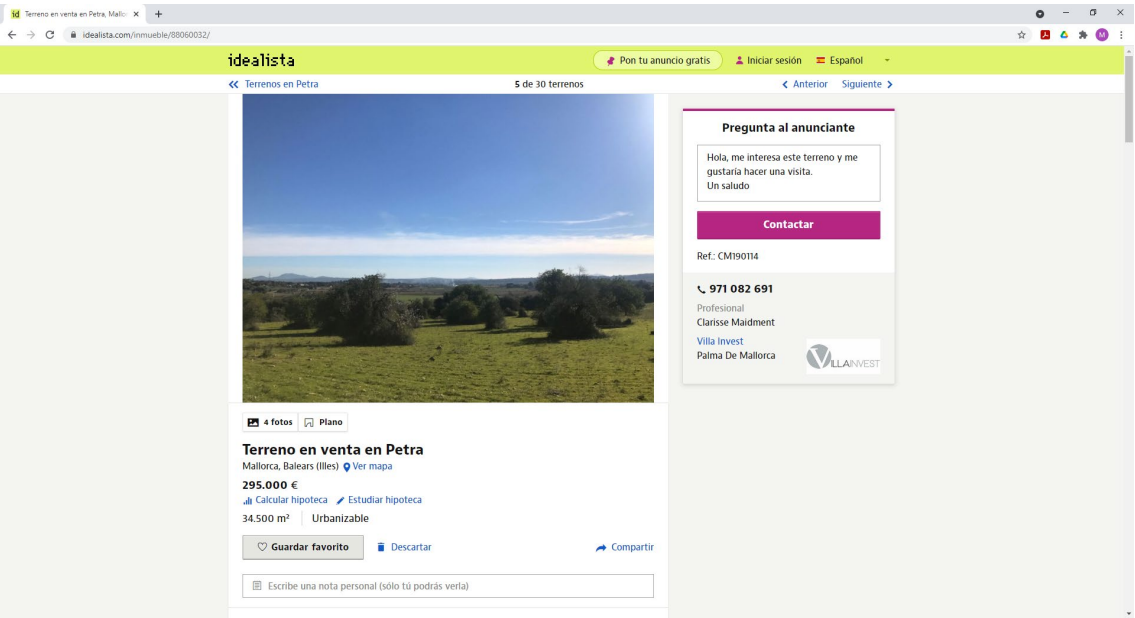 Terreno en venta en Petra, Mallo
idealista.com/inmueble/88060032/
M
idealista
Pon tu anuncio gratis
Iniciar sesión
Español
Terrenos en Petra
5 de 30 terrenos
Anterior
Siguiente
Pregunta al anunciante
Hola, me interesa este terreno y me
gustaría hacer una visita.
Un saludo
Contactar
Ref.: CM190114
971 082 691
Profesional
Clarisse Maidment
Villa Invest
Palma De Mallorca
VILLAINVEST
4 fotos
Plano
Terreno en venta en Petra
Mallorca, Balears (Illes) Ver mapa
295.000 €
Calcular hipoteca Estudiar hipoteca
34.500 m² Urbanizable
Guardar favorito
Descartar
Compartir
Escribe una nota personal (sólo tú podrás verla)